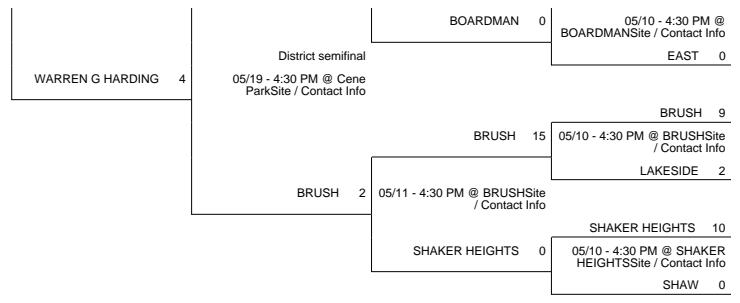 BOARDMAN 0
05/10 - 4:30 PM @
BOARDMANSite / Contact Info
EAST 0
District semifinal
WARREN G HARDING 4
05/19 - 4:30 PM @ Cene
ParkSite / Contact Info
BRUSH 9
BRUSH 15
05/10 - 4:30 PM @ BRUSHSite
/ Contact Info
LAKESIDE 2
BRUSH 2
05/11 - 4:30 PM @ BRUSHSite
/ Contact Info
SHAKER HEIGHTS 10
SHAKER HEIGHTS 0
05/10 - 4:30 PM @ SHAKER
HEIGHTSSite / Contact Info
SHAW 0